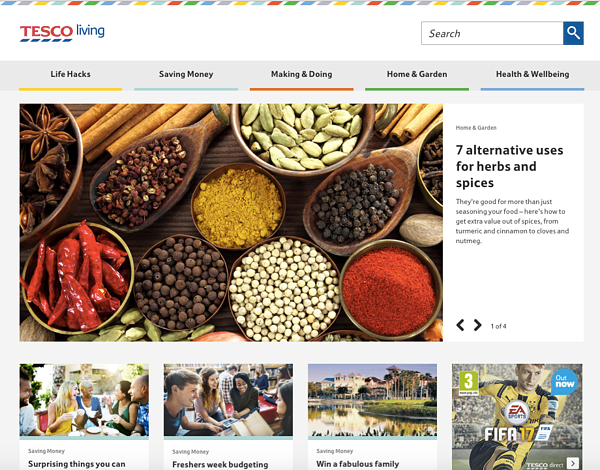 TESCO living
Search
Life Hacks
Saving Money
Making & Doing
Home & Garden
Health & Wellbeing
Home & Garden
7 alternative uses
for herbs and
spices
They're good for more than just
seasoning your food – here's how to
get extra value out of spices, from
turmeric and cinnamon to cloves and
nutmeg.
1 of 4
Saving Money
Surprising things you can
Saving Money
Freshers week budgeting
Saving Money
Win a fabulous family
3
Out
now
EA
SPORTS
FIFA 17
TESCO direct